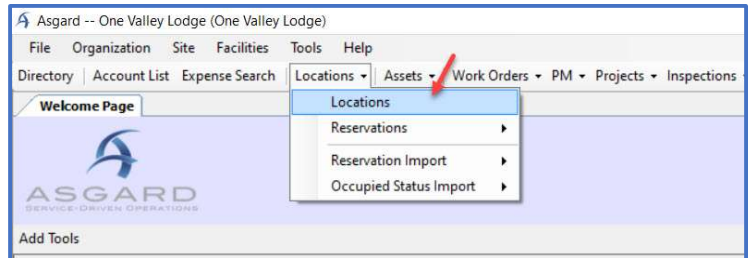 Asgard -- One Valley Lodge (One Valley Lodge)
File Organization Site Facilities Tools Help
Directory Account List Expense Search Locations Assets Work Orders PM Projects Inspections
Welcome Page
Locations
Reservations
Reservation Import
Occupied Status Import
ASGARD
SERVICE-DRIVEN OPERATIONS
Add Tools